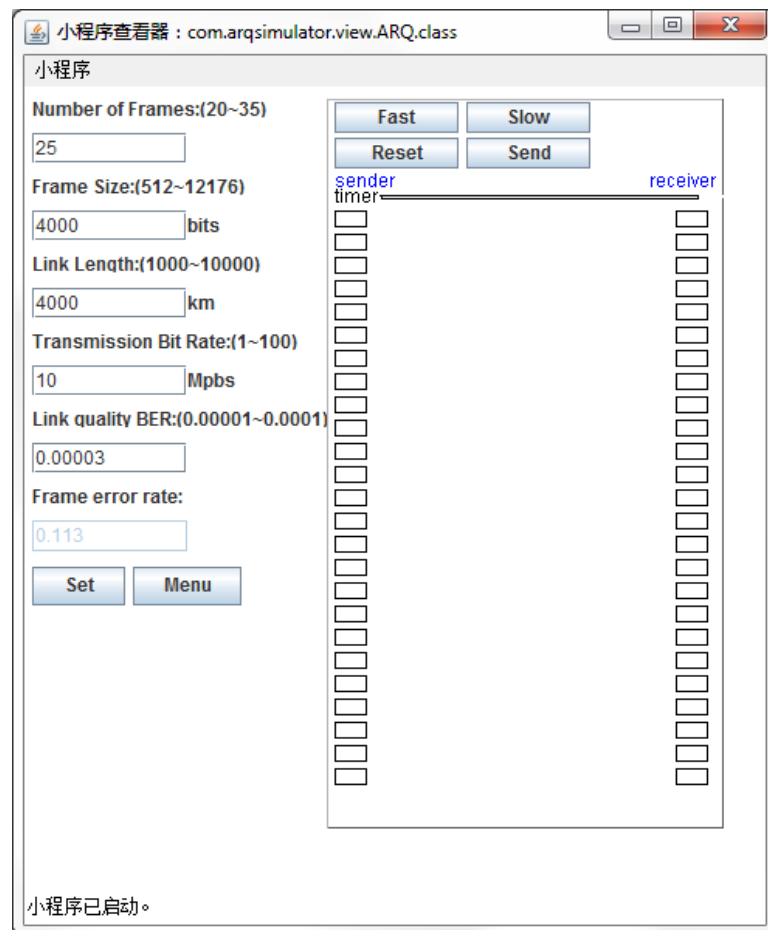 小程序查看器：com.arqsimulator.view.ARQ.class
小程序
Number of Frames:(20~35)
25
Frame Size:(512~12176)
4000 bits
Link Length:(1000~10000)
4000 km
Transmission Bit Rate:(1~100)
10 Mpbs
Link quality BER:(0.00001~0.0001)
0.00003
Frame error rate:
0.113
Set Menu
Fast Slow
Reset Send
sender receiver
timer
小程序已启动。